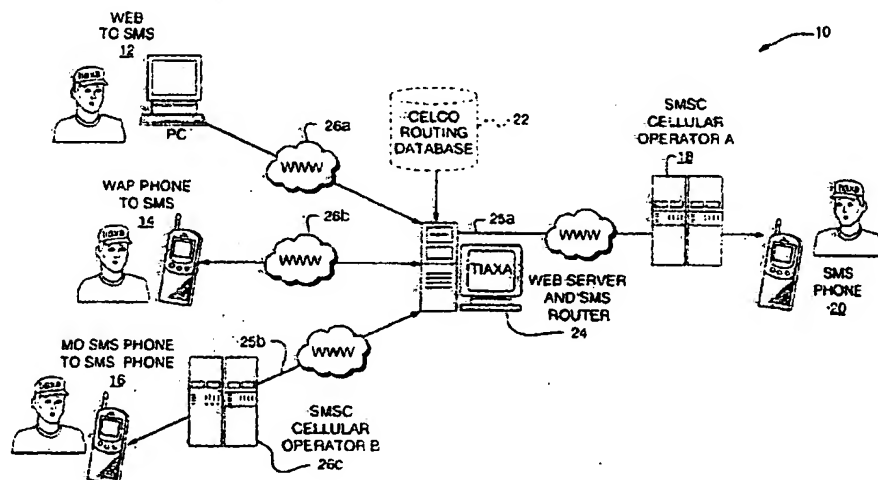 WEB
TO SMS
12
PC
10
26a
WWW
CELCO
ROUTING
DATABASE
22
SMSC
CELLULAR
OPERATOR A
18
WAP PHONE
TO SMS
14
26b
WWW
25a
WWW
TIAXA
WEB SERVER
AND SMS
ROUTER
24
SMS
PHONE
20
MO SMS PHONE
TO SMS PHONE
16
25b
WWW
SMSC
CELLULAR
OPERATOR B
26c